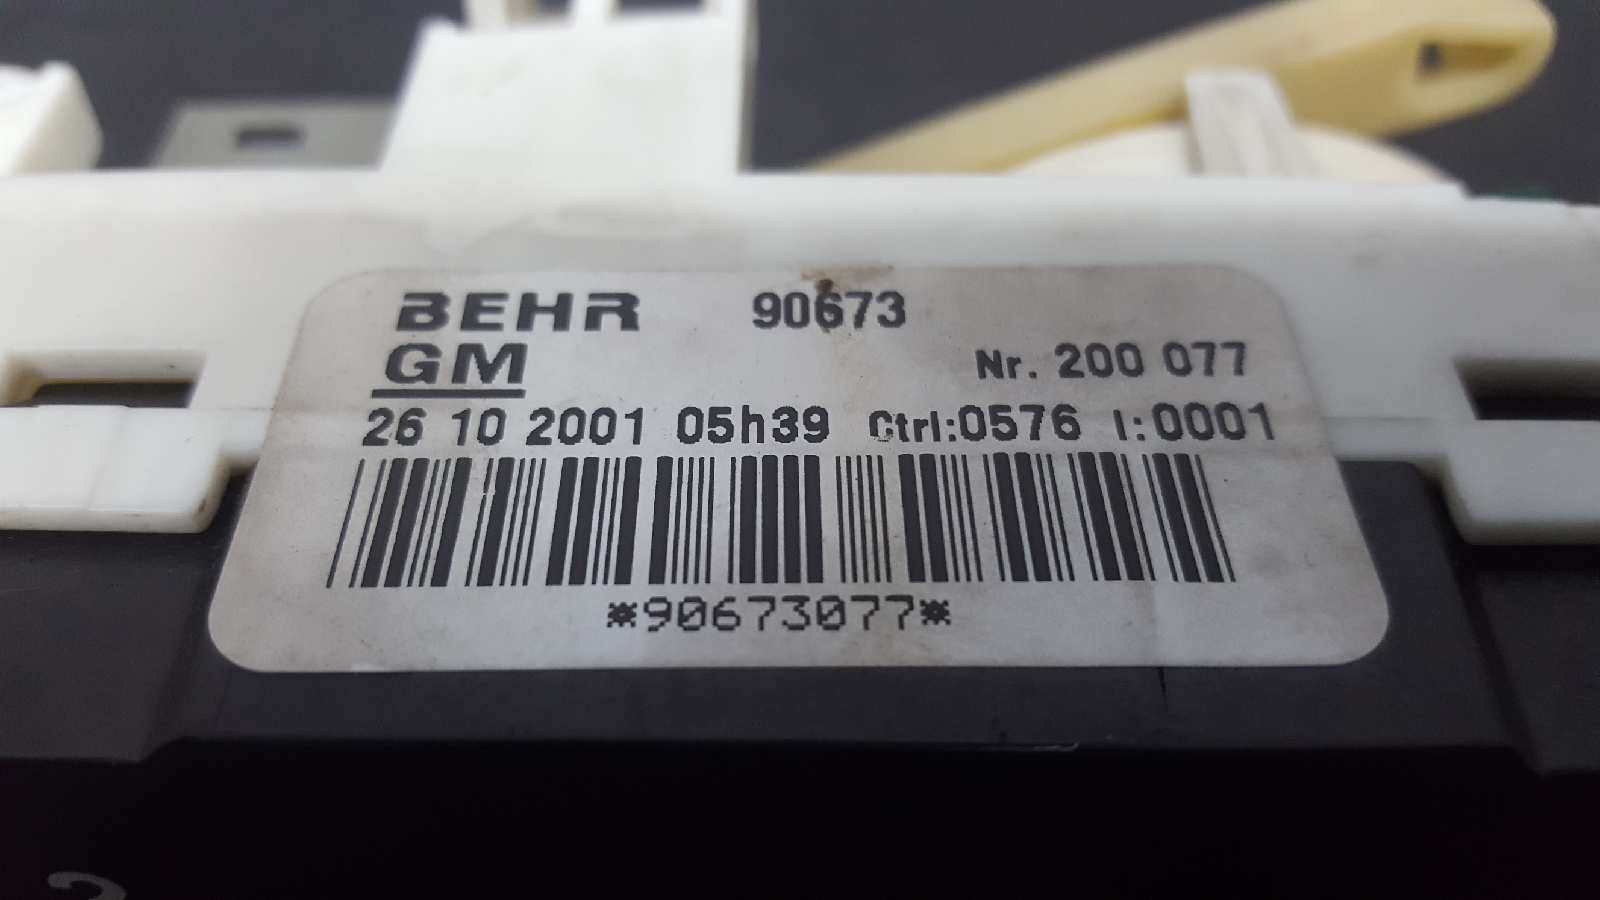 BEHR 90673
GM Nr. 200 077
26 10 2001 05h39 Ctrl:0576 I:0001
*90673077*